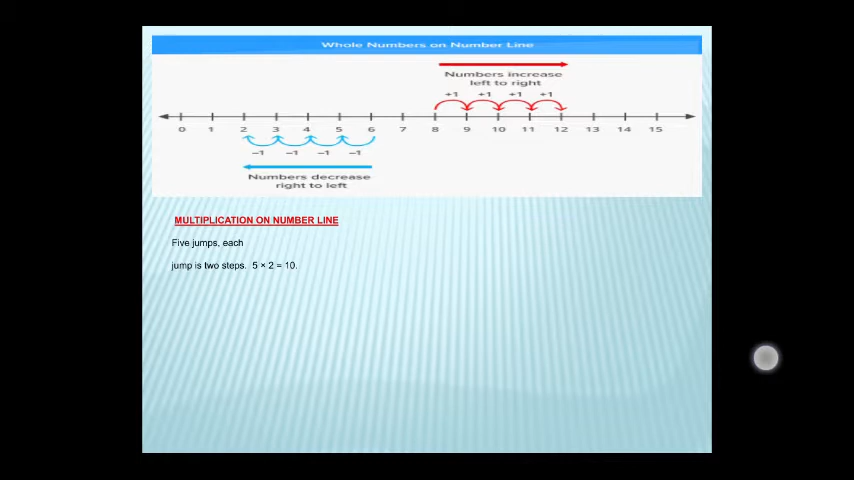 Whole Numbers on Number Line
Numbers increase
left to right
+1 +1 +1 +1
0 1 2 3 4 5 6 7 8 9 10 11 12 13 14 15
−1 −1 −1 −1
Numbers decrease
right to left
MULTIPLICATION ON NUMBER LINE
Five jumps, each
jump is two steps. 5 × 2 = 10.